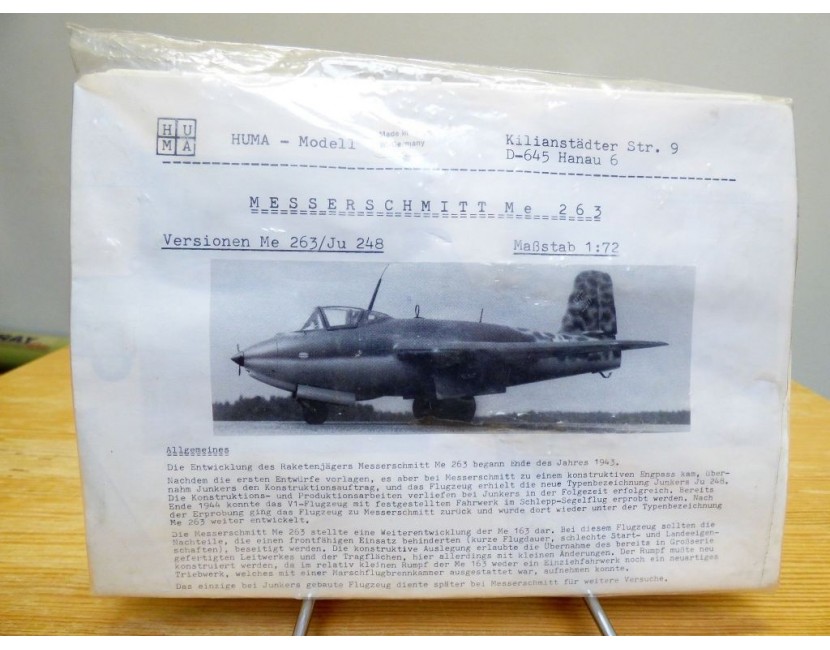 HU
MA
HUMA - Modell
Made in
W. Germany
Kilianstädter Str. 9
D-645 Hanau 6
MESSERSCHMITT Me 263
Versionen Me 263/Ju 248
Maßstab 1:72
Allgemeines
Die Entwicklung des Raketenjägers Messerschmitt Me 263 begann Ende des Jahres 1943.
Nachdem die ersten Entwürfe vorlagen, es aber bei Messerschmitt zu einem konstruktiven Engpass kam, über-
nahm Junkers den Konstruktionsauftrag, und das Flugzeug erhielt die neue Typenbezeichnung Junkers Ju 248.
Die Konstruktions- und Produktionsarbeiten verliefen bei Junkers in der Folgezeit erfolgreich. Bereits
Ende 1944 konnte das V1-Flugzeug mit festgestelltem Fahrwerk im Schlepp-Segelflug erprobt werden. Nach
der Erprobung ging das Flugzeug zu Messerschmitt zurück und wurde dort wieder unter der Typenbezeichnung
Me 263 weiter entwickelt.
Die Messerschmitt Me 263 stellte eine Weiterentwicklung der Me 163 dar. Bei diesem Flugzeug sollten die
Nachteile, die einen frontfähigen Einsatz behinderten (kurze Flugdauer, schlechte Start- und Landeeigen-
schaften), beseitigt werden. Die konstruktive Auslegung erlaubte die Übernahme des bereits in Großserie
gefertigten Leitwerkes und der Tragflächen, hier allerdings mit kleinen Änderungen. Der Rumpf mußte neu
konstruiert werden, da im relativ kleinen Rumpf der Me 163 weder ein Einziehfahrwerk noch ein neuartiges
Triebwerk, welches mit einer Marschflugbrennkammer ausgestattet war, aufnehmen konnte.
Das einzige bei Junkers gebaute Flugzeug diente später bei Messerschmitt für weitere Versuche.